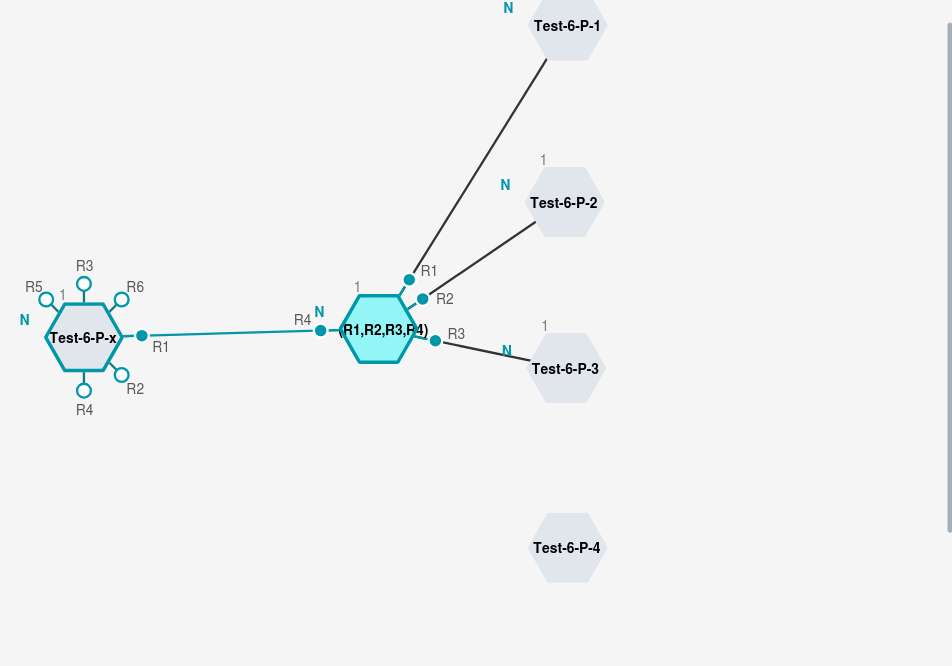 N
Test-6-P-1
1
N
Test-6-P-2
R3
R5
1
R6
N
Test-6-P-x
R1
R2
R4
1
N
R4
(R1,R2,R3,R4)
R1
R2
R3
1
N
Test-6-P-3
Test-6-P-4